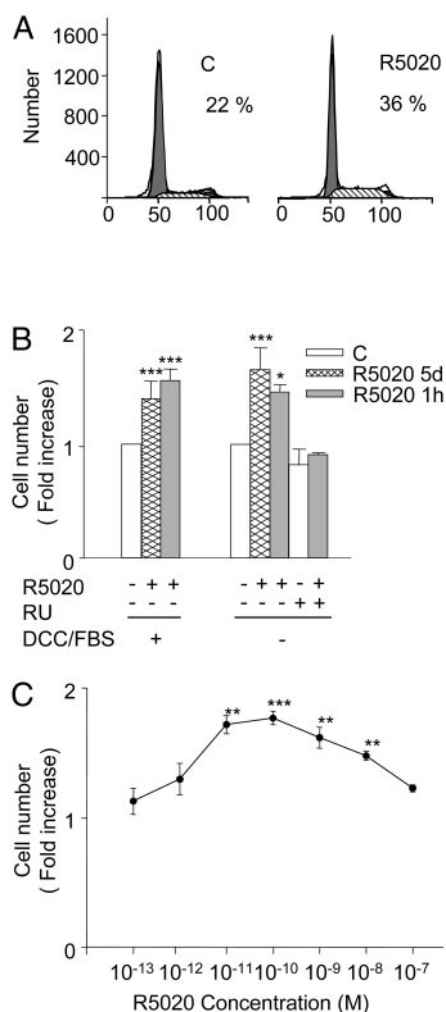 A
Number
1600
1200
800
400
C
22 %
R5020
36 %
0 50 100
0 50 100
B
Cell number
( Fold increase)
2
1
0
*** ***
*** *
C
R5020 5d
R5020 1h
R5020 - + + - + + - +
RU - - - - - - + +
DCC/FBS + -
C
Cell number
( Fold increase)
2
1
0
** *** ** **
10-13 10-12 10-11 10-10 10-9 10-8 10-7
R5020 Concentration (M)